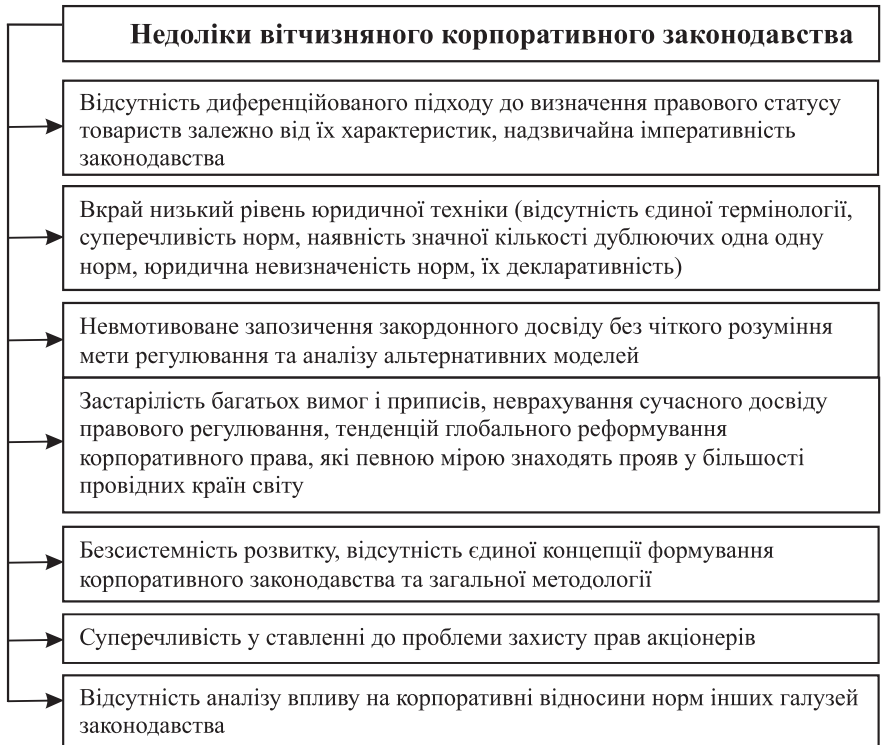 Недоліки вітчизняного корпоративного законодавства
Відсутність диференційованого підходу до визначення правового статусу
товариств залежно від їх характеристик, надзвичайна імперативність
законодавства
Вкрай низький рівень юридичної техніки (відсутність єдиної термінології,
суперечливість норм, наявність значної кількості дублюючих одна одну
норм, юридична невизначеність норм, їх декларативність)
Невмотивоване запозичення закордонного досвіду без чіткого розуміння
мети регулювання та аналізу альтернативних моделей
Застарілість багатьох вимог і приписів, неврахування сучасного досвіду
правового регулювання, тенденцій глобального реформування
корпоративного права, які певною мірою знаходять прояв у більшості
провідних країн світу
Безсистемність розвитку, відсутність єдиної концепції формування
корпоративного законодавства та загальної методології
Суперечливість у ставленні до проблеми захисту прав акціонерів
Відсутність аналізу впливу на корпоративні відносини норм інших галузей
законодавства